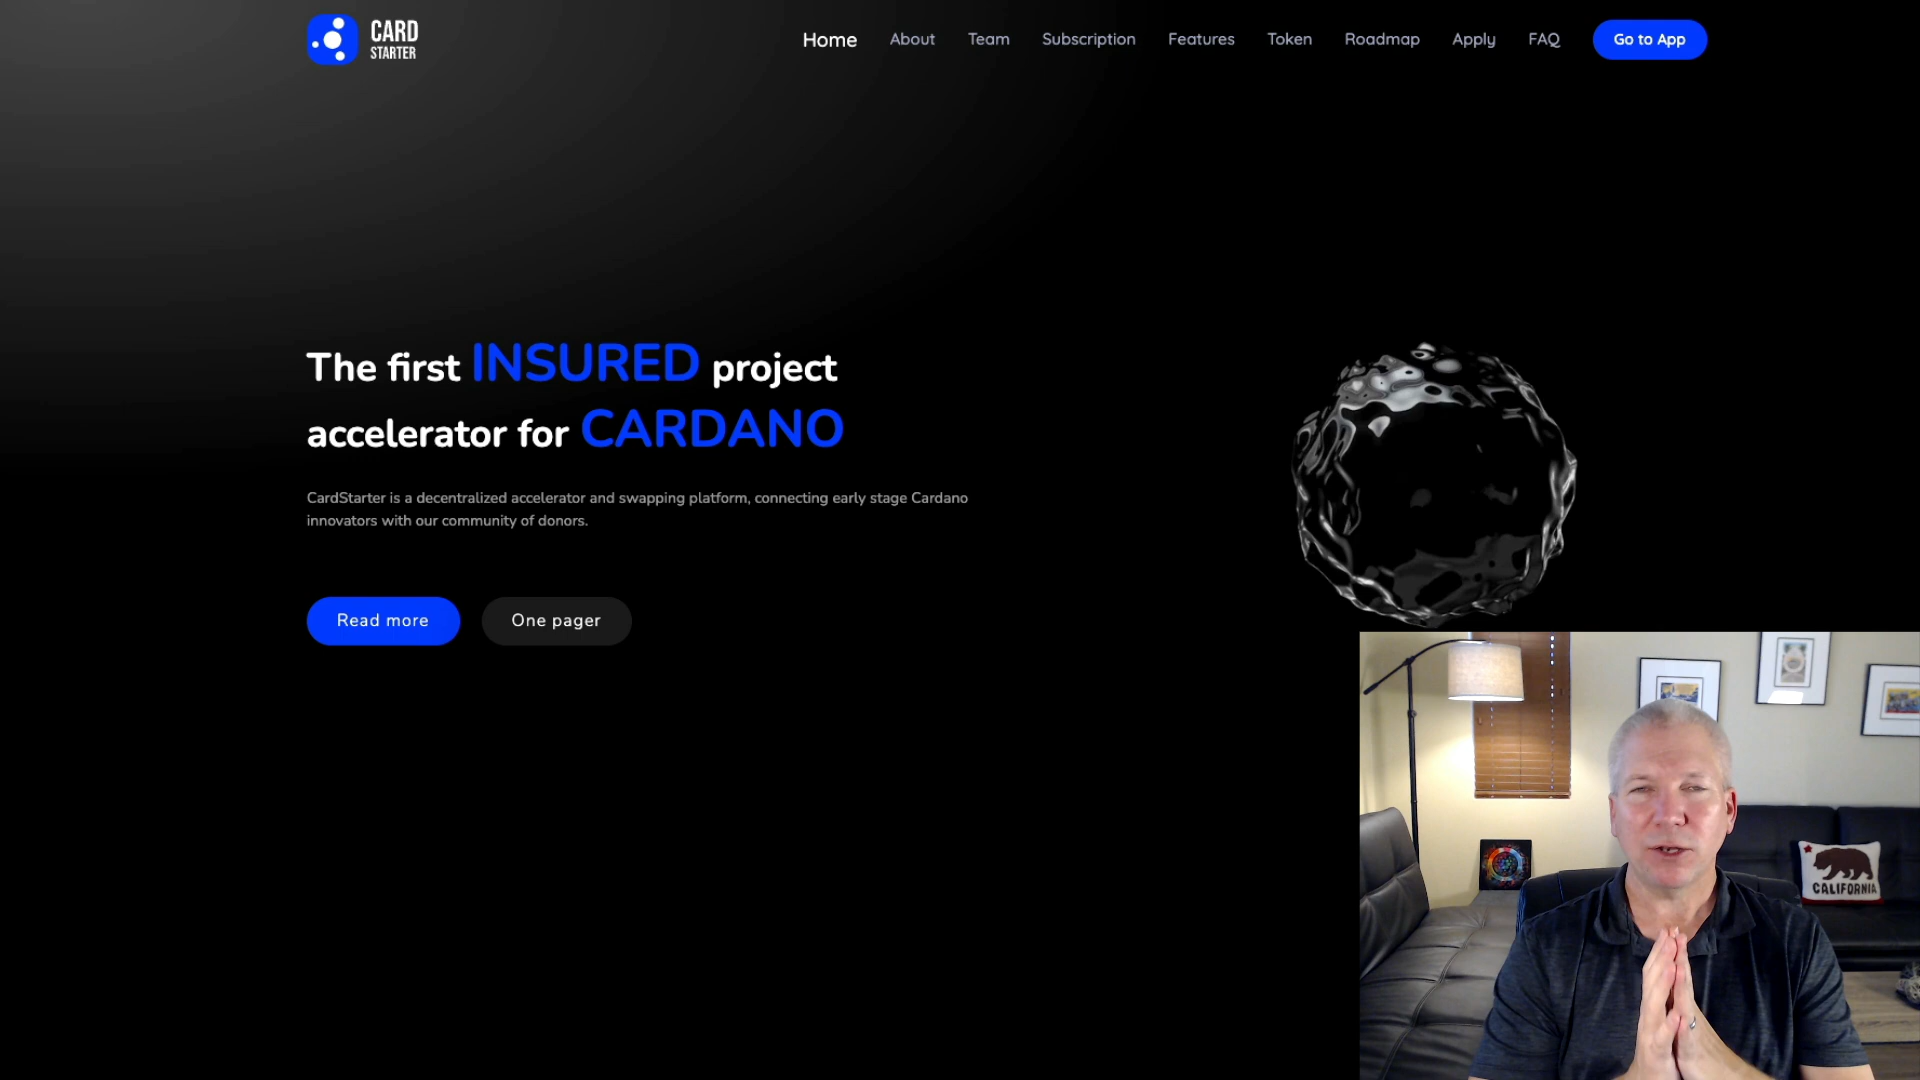 CARD
STARTER
Home
About
Team
Subscription
Features
Token
Roadmap
Apply
FAQ
Go to App
The first INSURED project
accelerator for CARDANO
CardStarter is a decentralized accelerator and swapping platform, connecting early stage Cardano
innovators with our community of donors.
Read more
One pager
CALIFORNIA